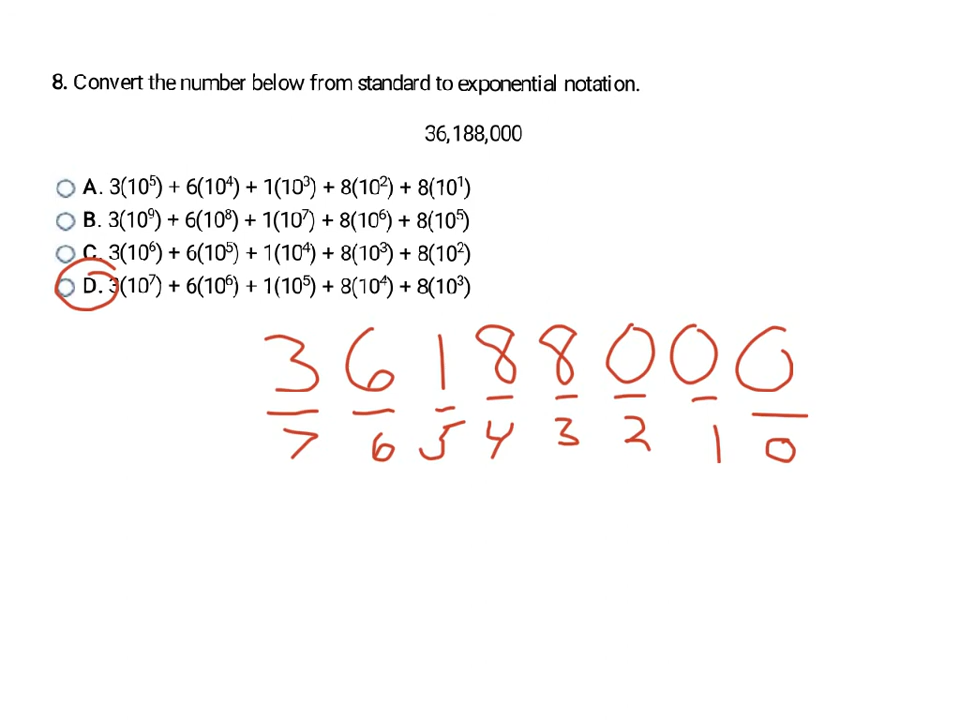 8. Convert the number below from standard to exponential notation.
36,188,000
A. 3(10⁵) + 6(10⁴) + 1(10³) + 8(10²) + 8(10¹)
B. 3(10⁹) + 6(10⁸) + 1(10⁷) + 8(10⁶) + 8(10⁵)
C. 3(10⁶) + 6(10⁵) + 1(10⁴) + 8(10³) + 8(10²)
D. 3(10⁷) + 6(10⁶) + 1(10⁵) + 8(10⁴) + 8(10³)
3 6 1 8 8 0 0 0
7 6 5 4 3 2 1 0